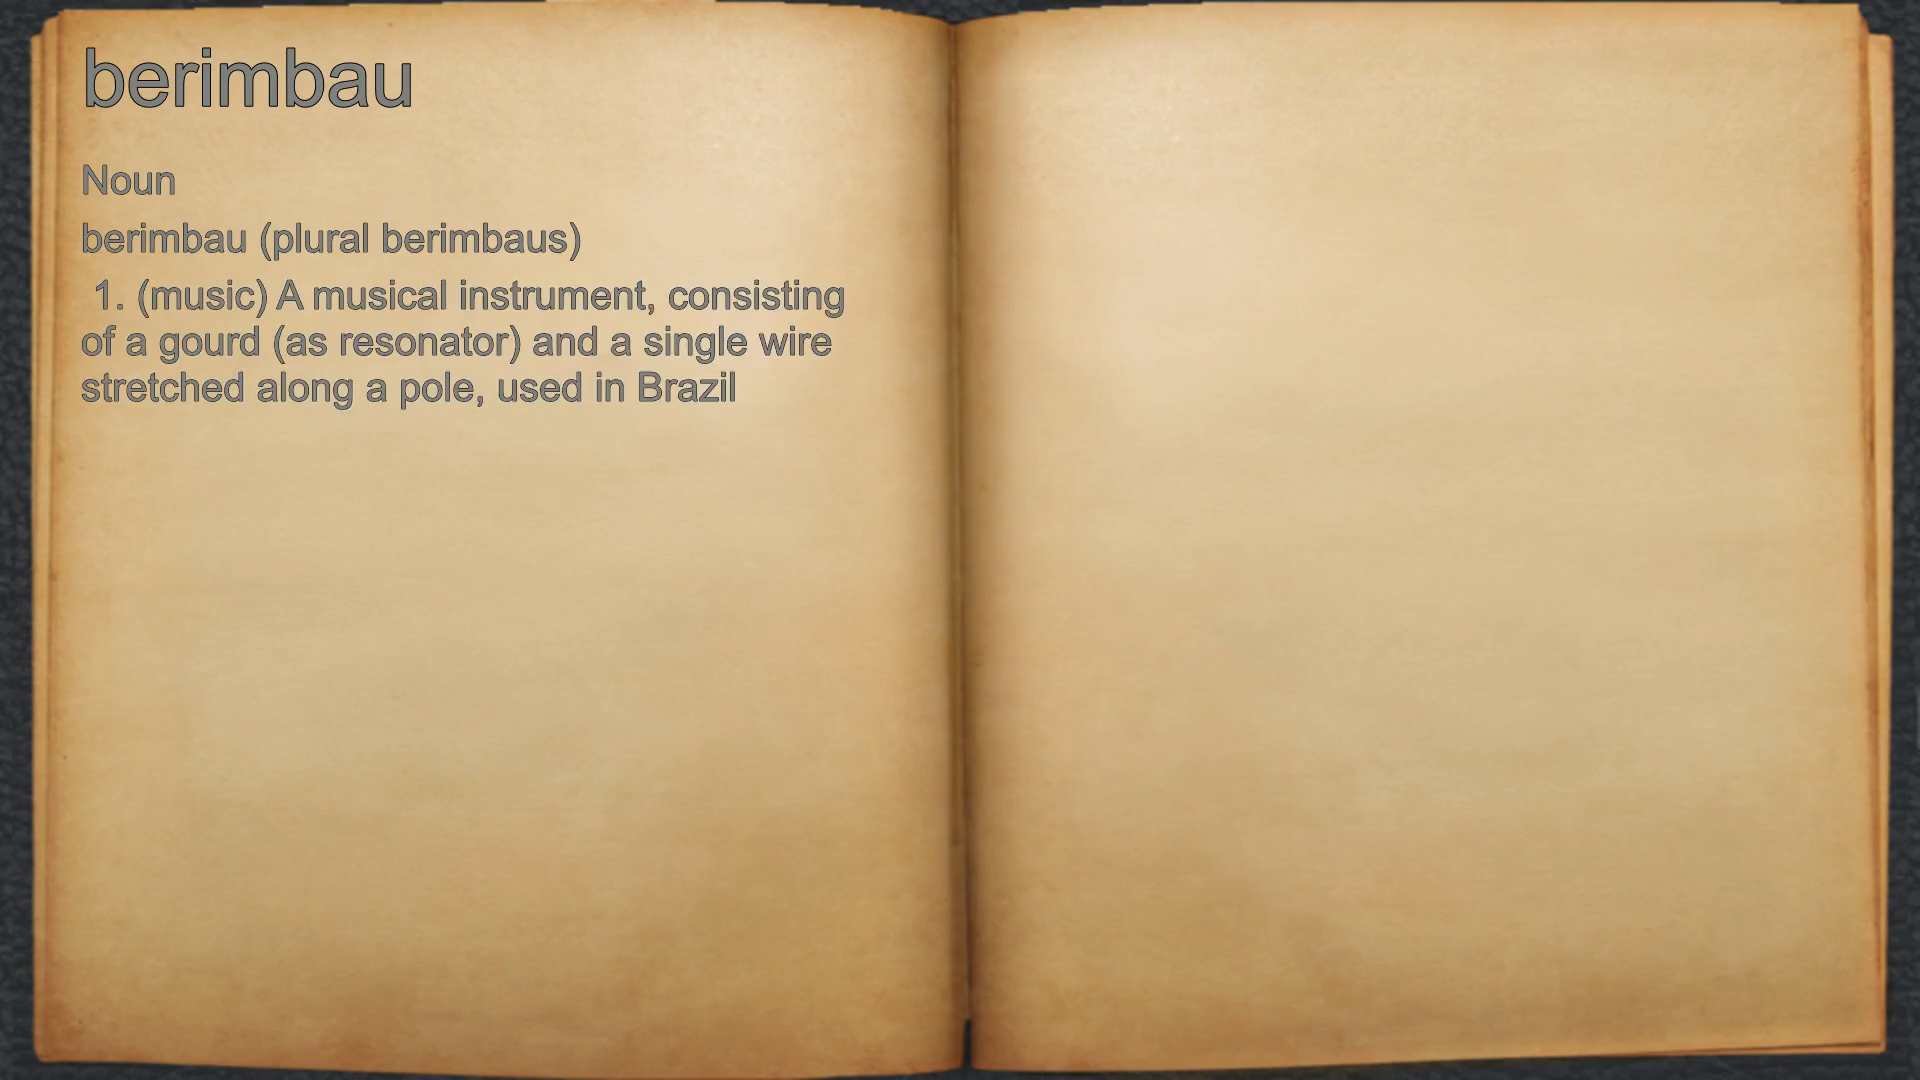 berimbau
Noun
berimbau (plural berimbaus)
1. (music) A musical instrument, consisting
of a gourd (as resonator) and a single wire
stretched along a pole, used in Brazil